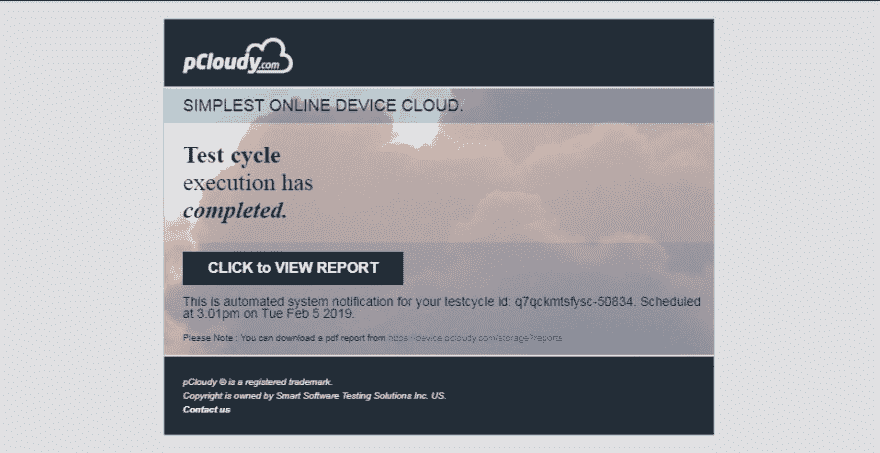 pCloudy.com
SIMPLEST ONLINE DEVICE CLOUD.
Test cycle
execution has
completed.
CLICK to VIEW REPORT
This is automated system notification for your testcycle id: q7qckmtsfysc-50834. Scheduled
at 3.01pm on Tue Feb 5 2019.
Please Note : You can download a pdf report from https://device.pcloudy.com/storage?reports
pCloudy ® is a registered trademark.
Copyright is owned by Smart Software Testing Solutions Inc. US.
Contact us